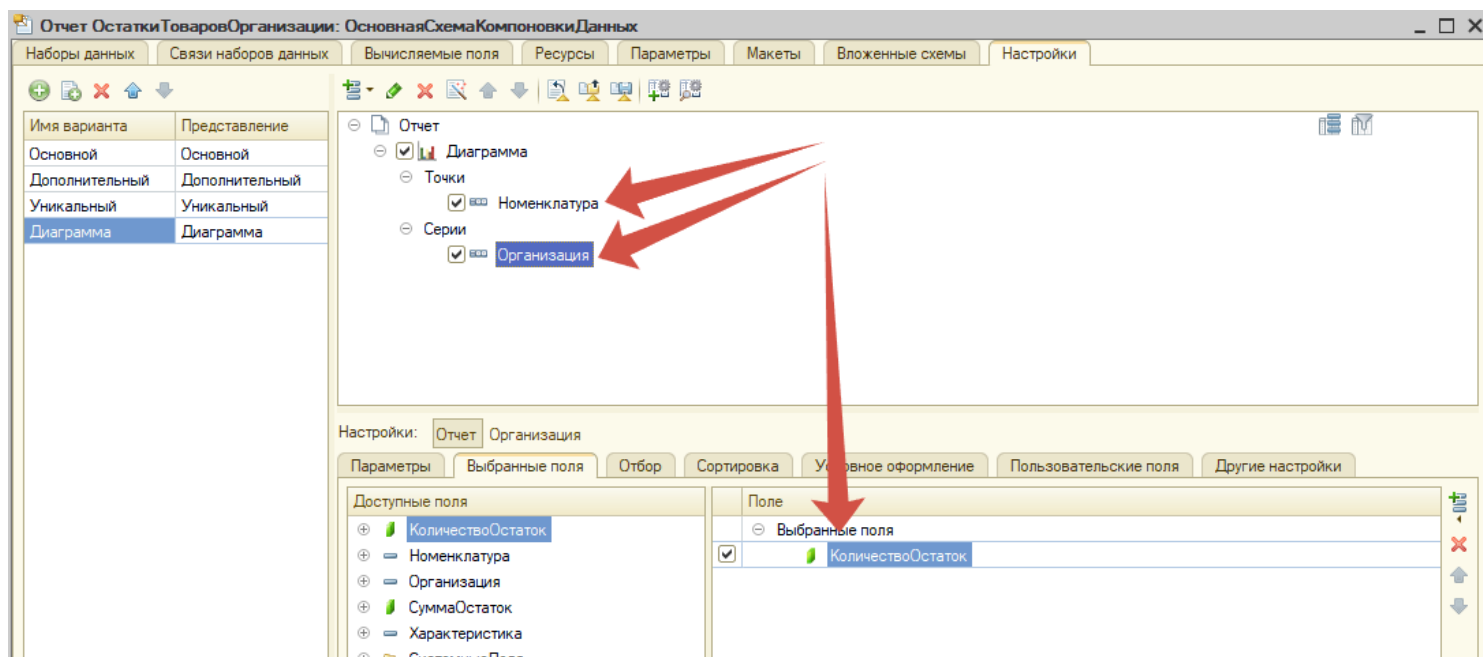 Отчет ОстаткиТоваровОрганизации: ОсновнаяСхемаКомпоновкиДанных
Наборы данных Связи наборов данных Вычисляемые поля Ресурсы Параметры Макеты Вложенные схемы Настройки
Имя варианта Представление
Основной Основной
Дополнительный Дополнительный
Уникальный Уникальный
Диаграмма Диаграмма
Отчет
Диаграмма
Точки
Номенклатура
Серии
Организация
Настройки: Отчет Организация
Параметры Выбранные поля Отбор Сортировка Условное оформление Пользовательские поля Другие настройки
Доступные поля
КоличествоОстаток
Номенклатура
Организация
СуммаОстаток
Характеристика
Поле
Выбранные поля
КоличествоОстаток